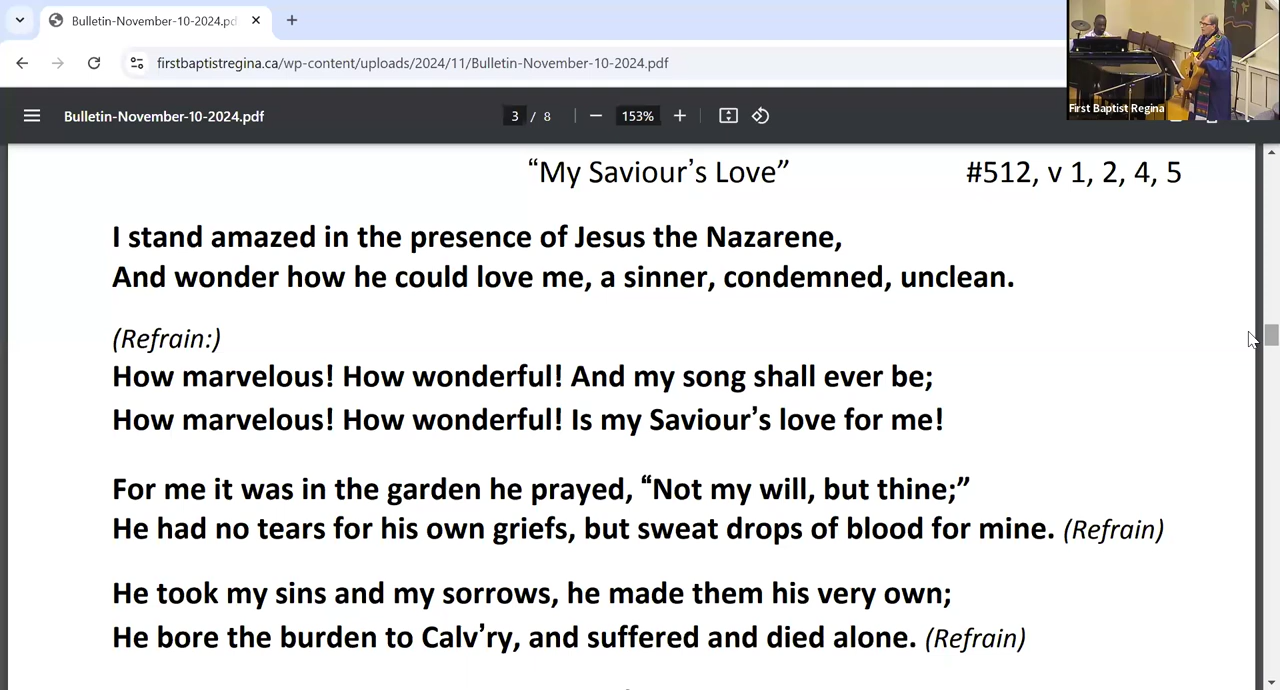 Bulletin-November-10-2024.pd
firstbaptistregina.ca/wp-content/uploads/2024/11/Bulletin-November-10-2024.pdf
First Baptist Regina
Bulletin-November-10-2024.pdf
3 / 8
153%
“My Saviour’s Love” #512, v 1, 2, 4, 5
I stand amazed in the presence of Jesus the Nazarene,
And wonder how he could love me, a sinner, condemned, unclean.
(Refrain:)
How marvelous! How wonderful! And my song shall ever be;
How marvelous! How wonderful! Is my Saviour’s love for me!
For me it was in the garden he prayed, “Not my will, but thine;”
He had no tears for his own griefs, but sweat drops of blood for mine. (Refrain)
He took my sins and my sorrows, he made them his very own;
He bore the burden to Calv’ry, and suffered and died alone. (Refrain)